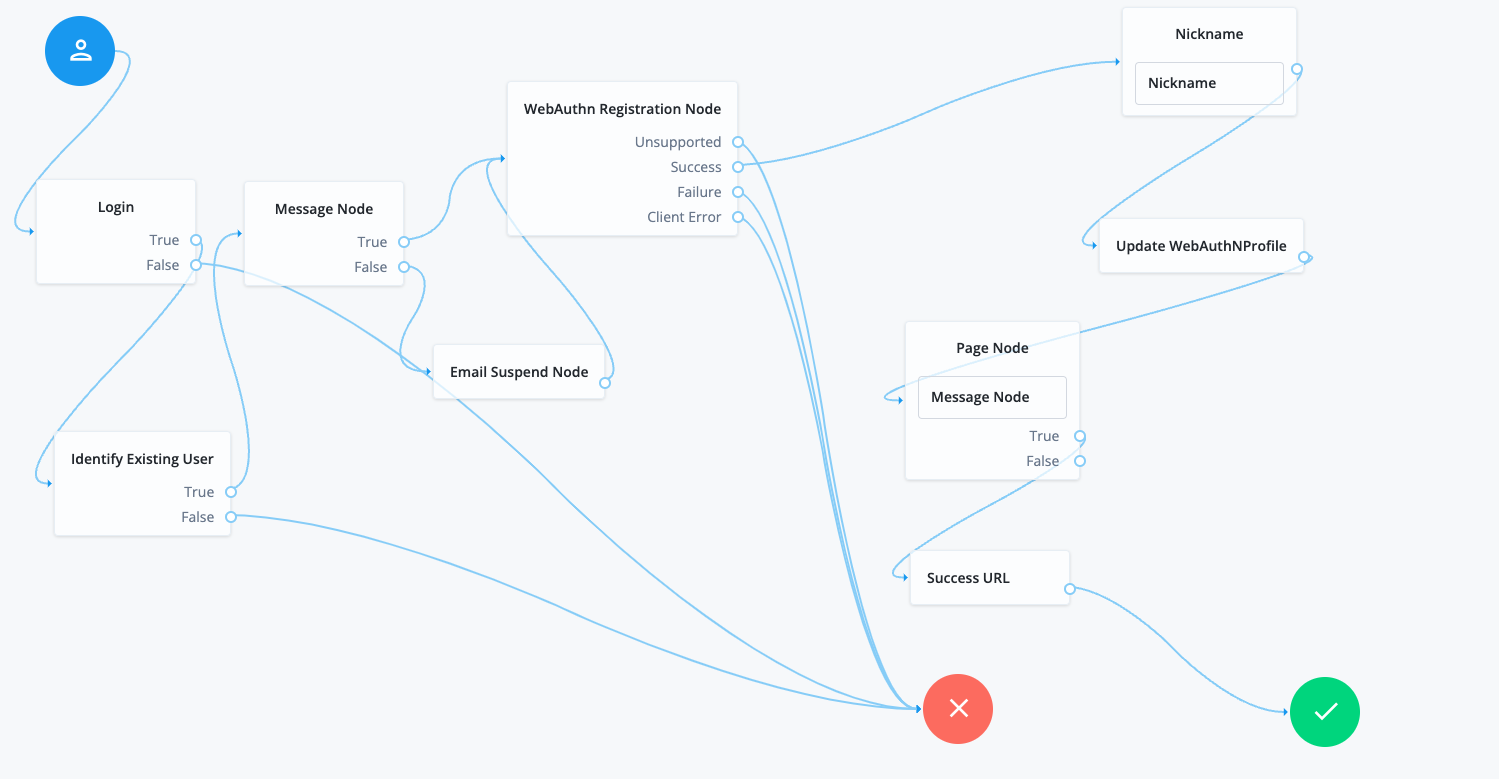 Login
True
False
Message Node
True
False
WebAuthn Registration Node
Unsupported
Success
Failure
Client Error
Nickname
Nickname
Update WebAuthNProfile
Email Suspend Node
Page Node
Message Node
True
False
Identify Existing User
True
False
Success URL